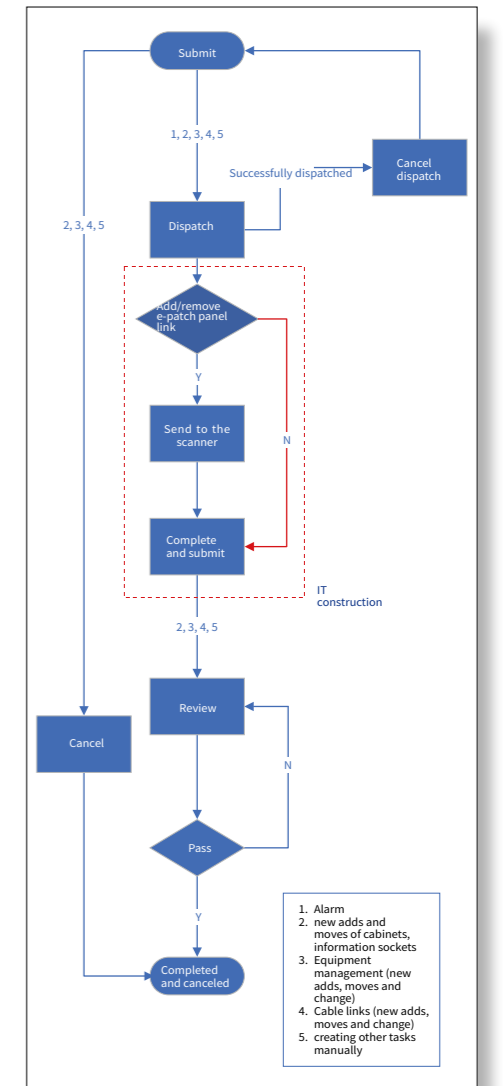 Submit
1, 2, 3, 4, 5
Successfully dispatched
Cancel
dispatch
2, 3, 4, 5
Dispatch
Add/remove
e-patch panel
link
Y
Send to the
scanner
N
Complete
and submit
IT
construction
2, 3, 4, 5
Review
Cancel
N
Pass
Y
Completed
and canceled
1. Alarm
2. new adds and
moves of cabinets,
information sockets
3. Equipment
management (new
adds, moves and
change)
4. Cable links (new adds,
moves and change)
5. creating other tasks
manually